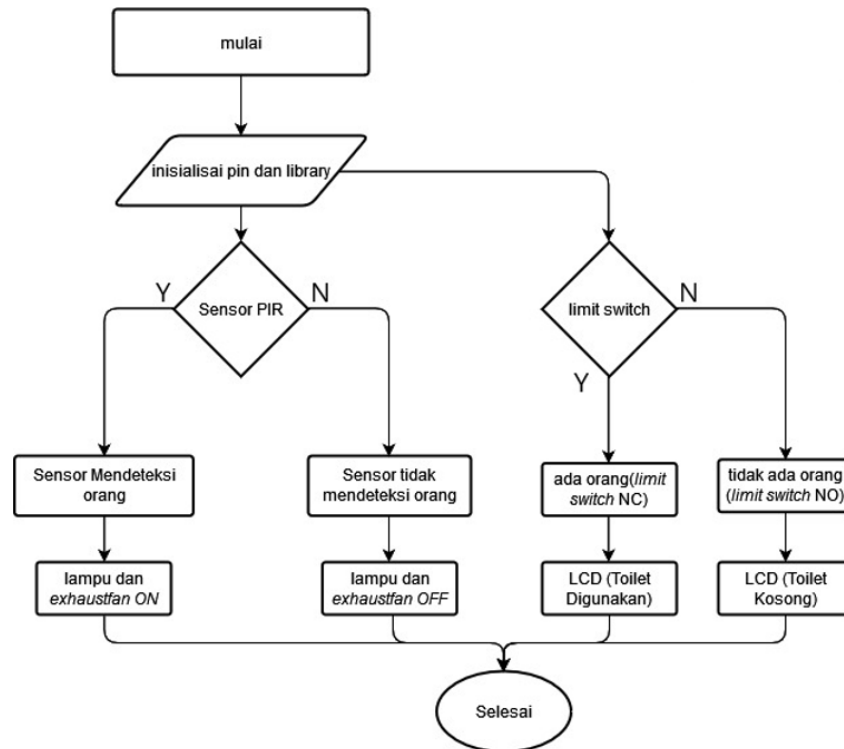 mulai
inisialisai pin dan library
Y
Sensor PIR
N
limit switch
N
Y
Sensor Mendeteksi
orang
Sensor tidak
mendeteksi orang
ada orang(limit
switch NC)
tidak ada orang
(limit switch NO)
lampu dan
exhaustfan ON
lampu dan
exhaustfan OFF
LCD (Toilet
Digunakan)
LCD (Toilet
Kosong)
Selesai